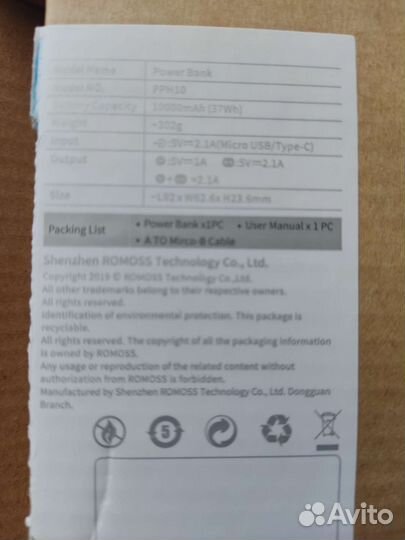 Model Name Power Bank
Model NO. PPH10
Battery Capacity 10000mAh (37Wh)
Weight ~202g
Input :5V⎓2.1A(Micro USB/Type-C)
Output :5V⎓1A :5V⎓2.1A
+ =2.1A
Size ~L92 x W62.6x H23.6mm
Packing List • Power Bank x1PC • User Manual x 1 PC
• A TO Mirco-B Cable
Shenzhen ROMOSS Technology Co., Ltd.
Copyright 2019 © ROMOSS Technology Co.,Ltd.
All other trademarks belong to their respective owners.
All rights reserved.
Identification of environmental protection. This package is
recyclable.
All rights reserved. The copyright of all the packaging information
is owned by ROMOSS.
Any usage or reproduction of the related content without
authorization from ROMOSS is forbidden.
Manufactured by Shenzhen ROMOSS Technology Co., Ltd. Dongguan
Branch.
5
Avito